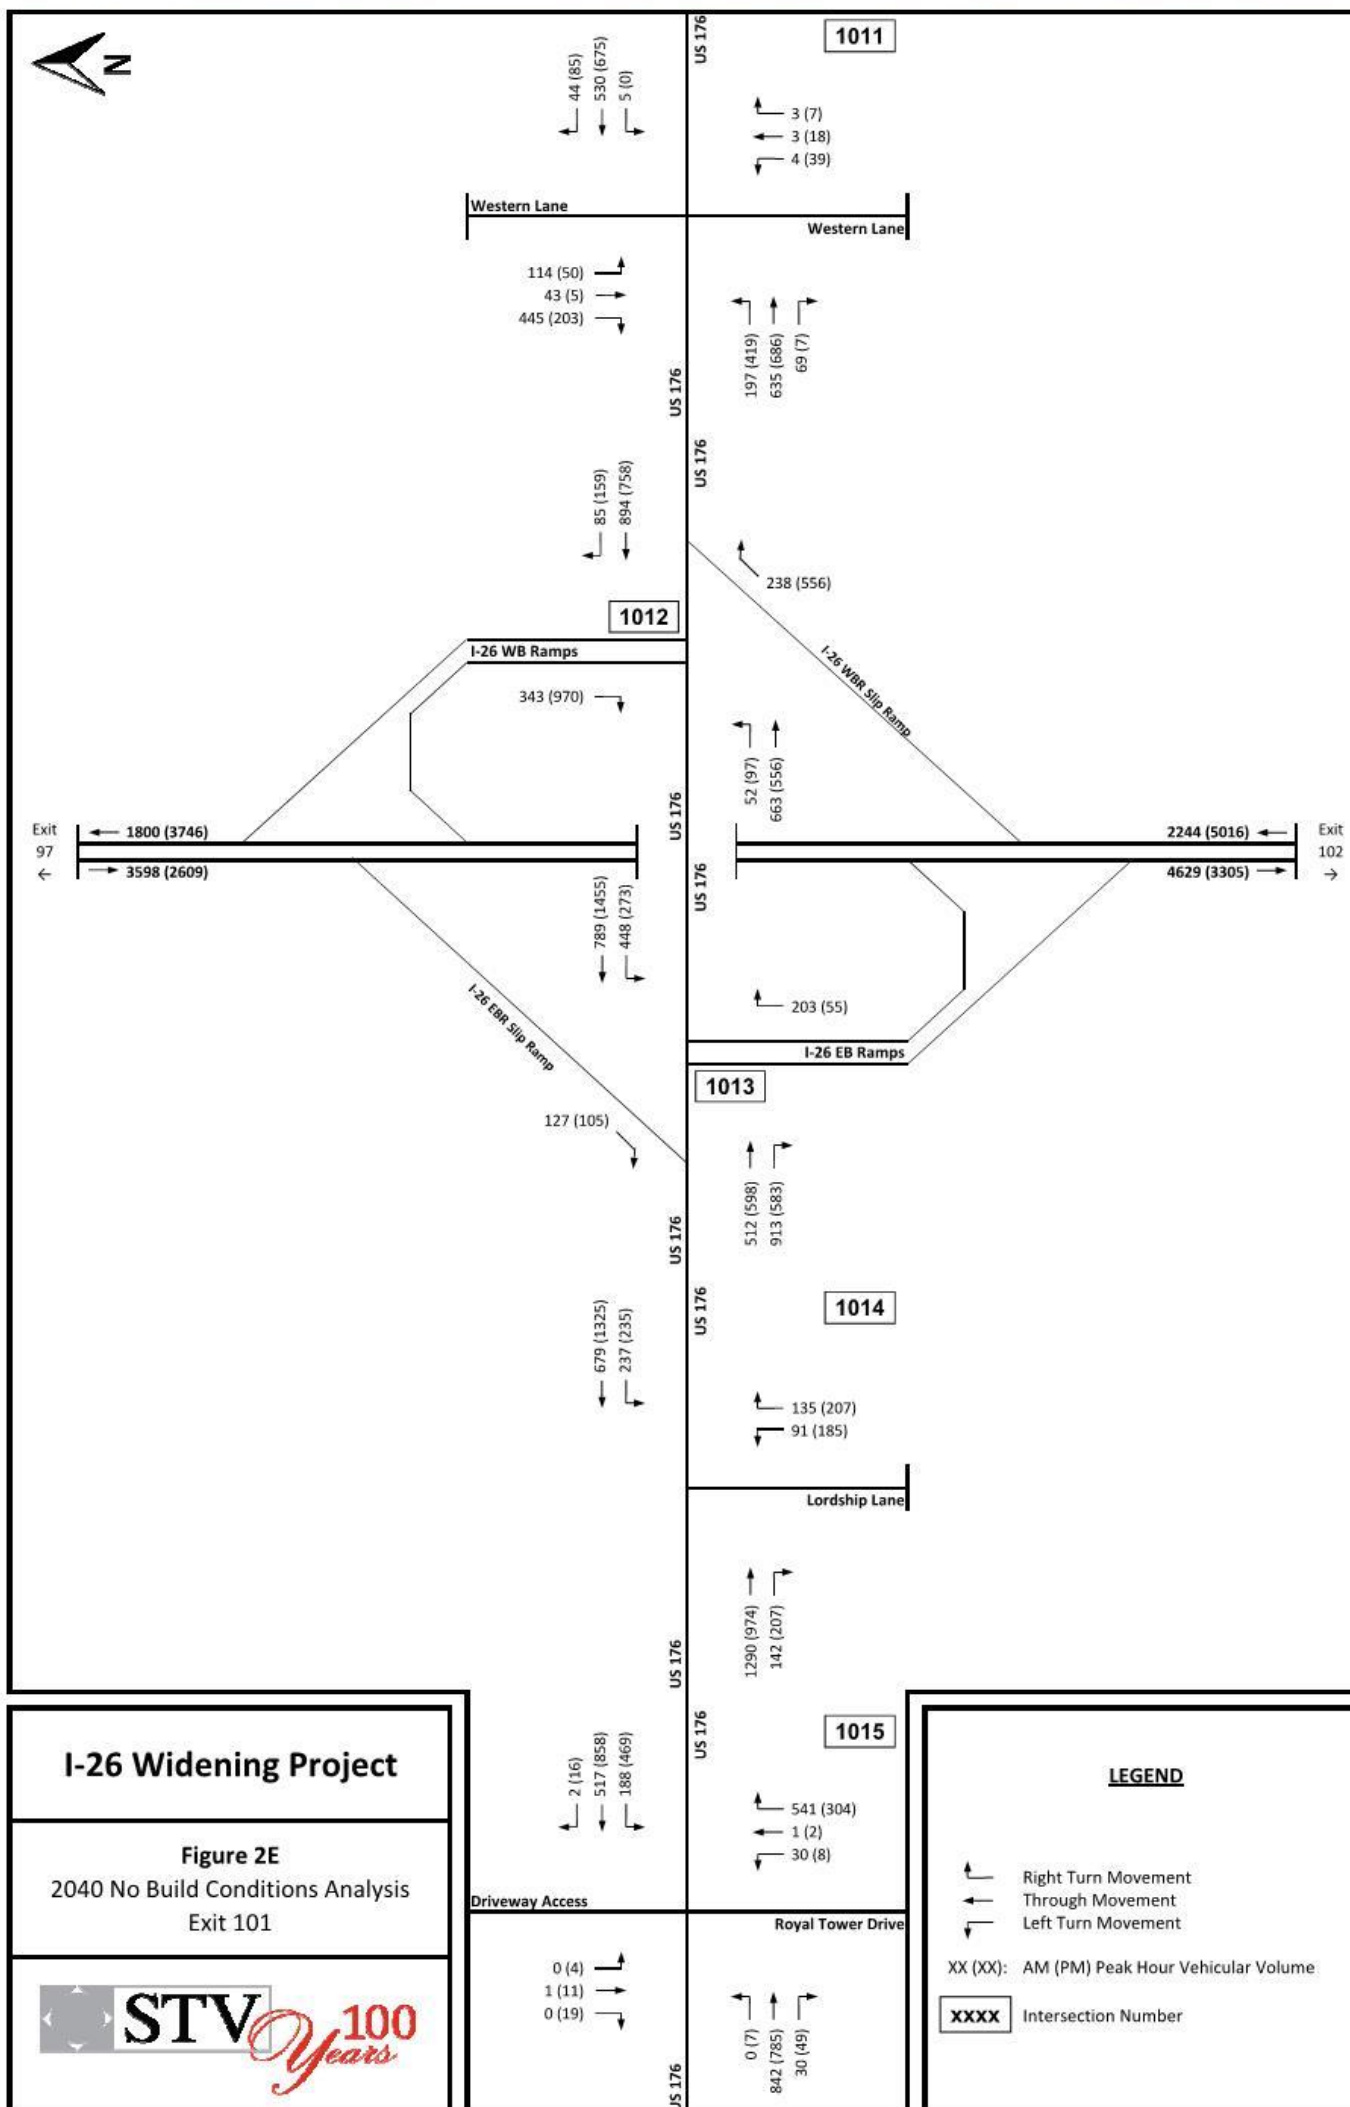 N
US 176
1011
44 (85)
530 (675)
5 (0)
3 (7)
3 (18)
4 (39)
Western Lane
Western Lane
114 (50)
43 (5)
445 (203)
197 (419)
635 (686)
69 (7)
US 176
US 176
85 (159)
894 (758)
238 (556)
1012
I-26 WB Ramps
I-26 WBR Slip Ramp
343 (970)
52 (97)
663 (556)
US 176
Exit
97
←
1800 (3746)
3598 (2609)
2244 (5016)
4629 (3305)
Exit
102
→
US 176
789 (1455)
448 (273)
I-26 EBR Slip Ramp
203 (55)
I-26 EB Ramps
1013
127 (105)
512 (598)
913 (583)
US 176
US 176
1014
679 (1325)
237 (235)
135 (207)
91 (185)
Lordship Lane
1290 (974)
142 (207)
US 176
US 176
1015
2 (16)
517 (858)
188 (469)
541 (304)
1 (2)
30 (8)
Driveway Access
Royal Tower Drive
0 (4)
1 (11)
0 (19)
0 (7)
842 (785)
30 (49)
US 176
I-26 Widening Project
Figure 2E
2040 No Build Conditions Analysis
Exit 101
STV 100
Years
LEGEND
Right Turn Movement
Through Movement
Left Turn Movement
XX (XX): AM (PM) Peak Hour Vehicular Volume
XXXX Intersection Number